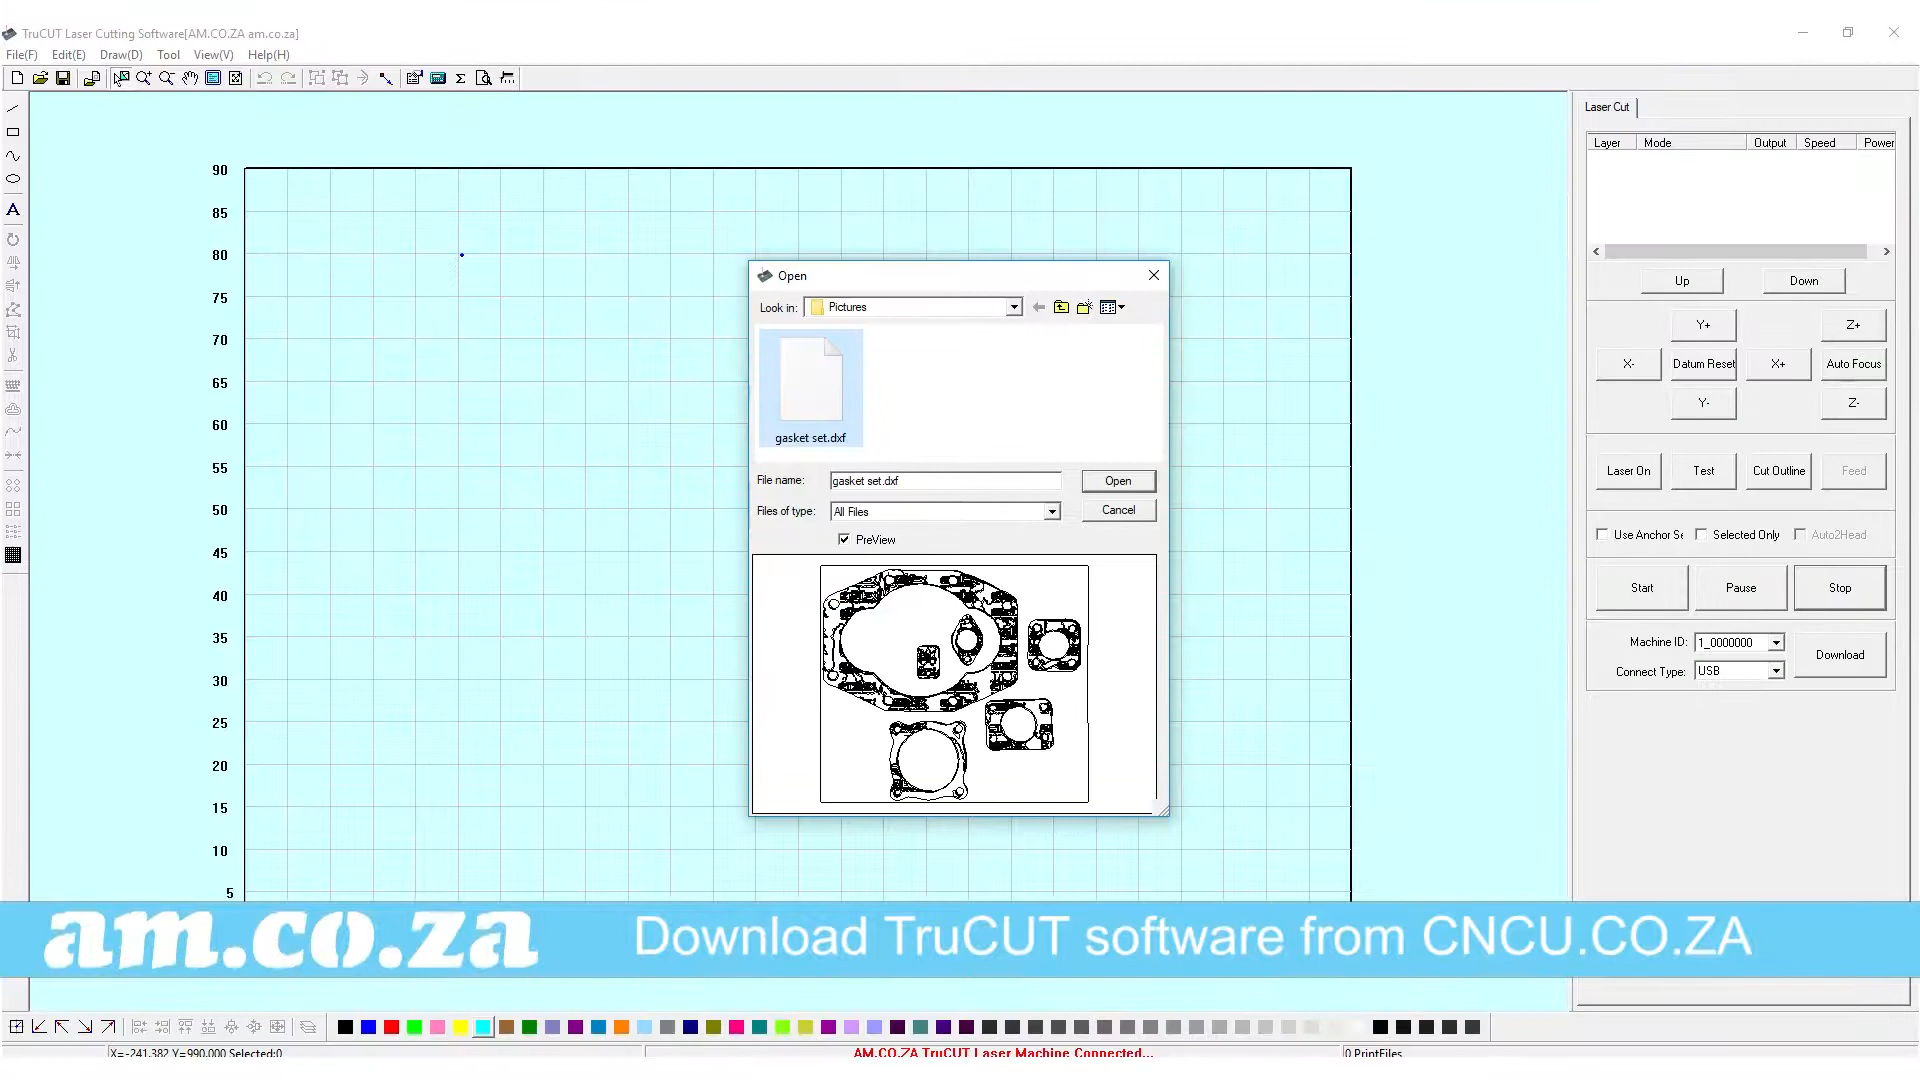 TruCUT Laser Cutting Software[AM.CO.ZA am.co.za]
File(F) Edit(E) Draw(D) Tool View(V) Help(H)
A
Σ
90
85
80
75
70
65
60
55
50
45
40
35
30
25
20
15
10
5
Open
Look in: Pictures
gasket set.dxf
File name: gasket set.dxf Open
Files of type: All Files Cancel
PreView
Laser Cut
Layer Mode Output Speed Power
Up Down
Y+ Z+
X- Datum Reset X+ Auto Focus
Y- Z-
Laser On Test Cut Outline Feed
Use Anchor Se Selected Only Auto2Head
Start Pause Stop
Machine ID: 1_0000000
Connect Type: USB
Download
am.co.za Download TruCUT software from CNCU.CO.ZA
X=-241.382 Y=990.000 Selected:0 AM.CO.ZA TruCUT Laser Machine Connected... 0 PrintFiles